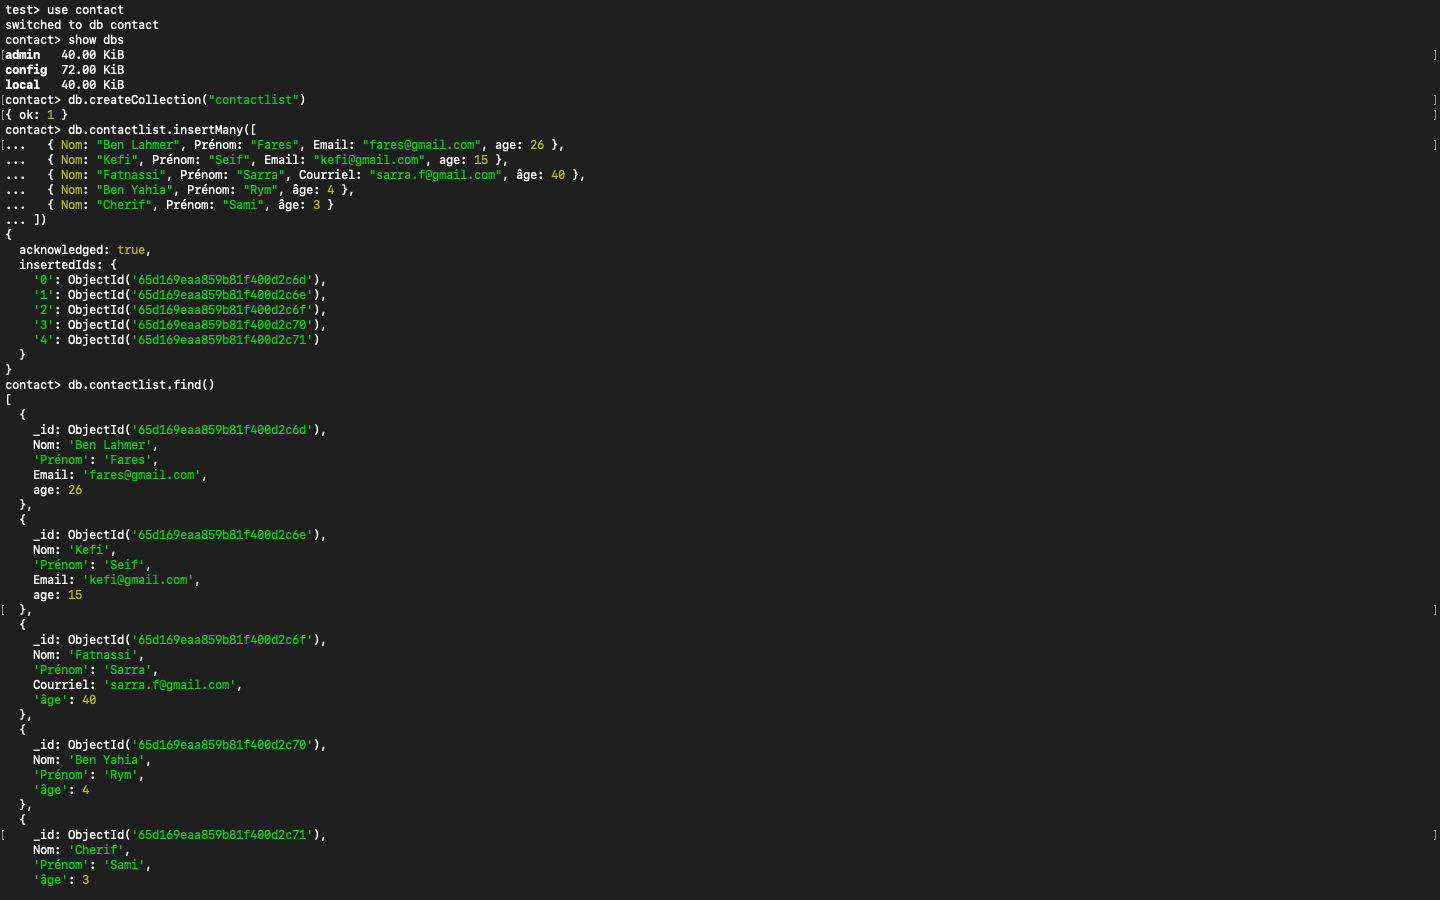 test> use contact
switched to db contact
contact> show dbs
[admin   40.00 KiB ]
config  72.00 KiB
local   40.00 KiB
[contact> db.createCollection("contactlist") ]
[{ ok: 1 } ]
contact> db.contactlist.insertMany([
[...   { Nom: "Ben Lahmer", Prénom: "Fares", Email: "fares@gmail.com", age: 26 }, ]
...   { Nom: "Kefi", Prénom: "Seif", Email: "kefi@gmail.com", age: 15 },
...   { Nom: "Fatnassi", Prénom: "Sarra", Courriel: "sarra.f@gmail.com", âge: 40 },
...   { Nom: "Ben Yahia", Prénom: "Rym", âge: 4 },
...   { Nom: "Cherif", Prénom: "Sami", âge: 3 }
... ])
{
  acknowledged: true,
  insertedIds: {
    '0': ObjectId('65d169eaa859b81f400d2c6d'),
    '1': ObjectId('65d169eaa859b81f400d2c6e'),
    '2': ObjectId('65d169eaa859b81f400d2c6f'),
    '3': ObjectId('65d169eaa859b81f400d2c70'),
    '4': ObjectId('65d169eaa859b81f400d2c71')
  }
}
contact> db.contactlist.find()
[
  {
    _id: ObjectId('65d169eaa859b81f400d2c6d'),
    Nom: 'Ben Lahmer',
    'Prénom': 'Fares',
    Email: 'fares@gmail.com',
    age: 26
  },
  {
    _id: ObjectId('65d169eaa859b81f400d2c6e'),
    Nom: 'Kefi',
    'Prénom': 'Seif',
    Email: 'kefi@gmail.com',
    age: 15
[  }, ]
  {
    _id: ObjectId('65d169eaa859b81f400d2c6f'),
    Nom: 'Fatnassi',
    'Prénom': 'Sarra',
    Courriel: 'sarra.f@gmail.com',
    'âge': 40
  },
  {
    _id: ObjectId('65d169eaa859b81f400d2c70'),
    Nom: 'Ben Yahia',
    'Prénom': 'Rym',
    'âge': 4
  },
  {
[    _id: ObjectId('65d169eaa859b81f400d2c71'), ]
    Nom: 'Cherif',
    'Prénom': 'Sami',
    'âge': 3